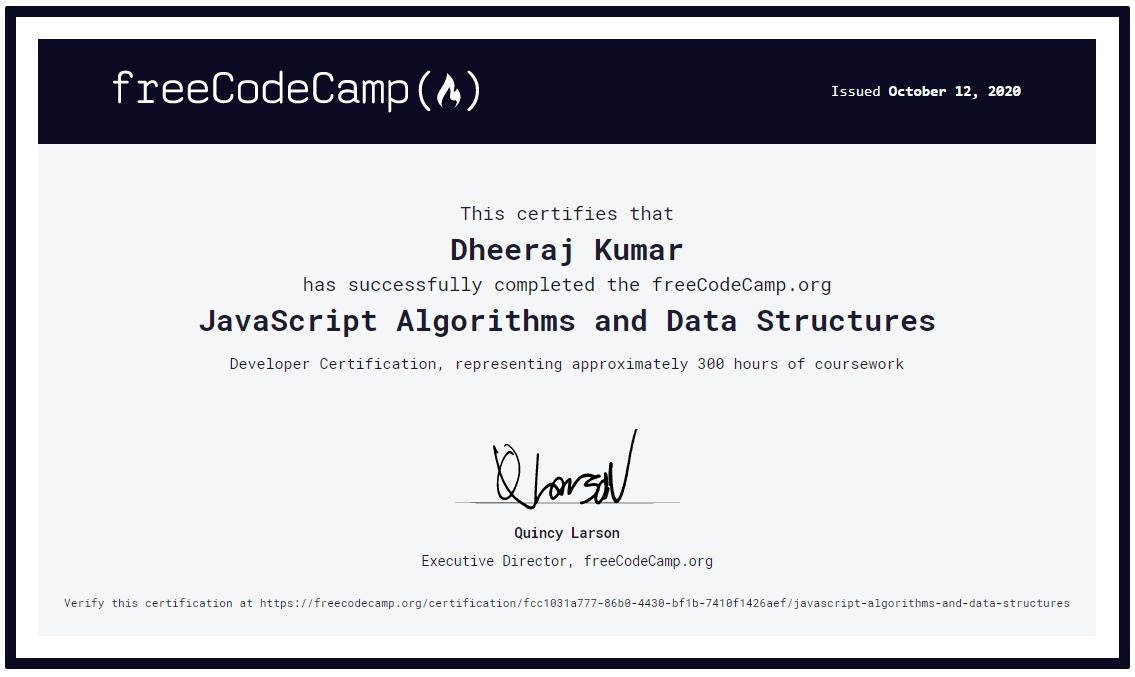 freeCodeCamp(🔥)
Issued October 12, 2020
This certifies that
Dheeraj Kumar
has successfully completed the freeCodeCamp.org
JavaScript Algorithms and Data Structures
Developer Certification, representing approximately 300 hours of coursework
Q Larson
Quincy Larson
Executive Director, freeCodeCamp.org
Verify this certification at https://freecodecamp.org/certification/fcc1031a777-86b0-4430-bf1b-7410f1426aef/javascript-algorithms-and-data-structures